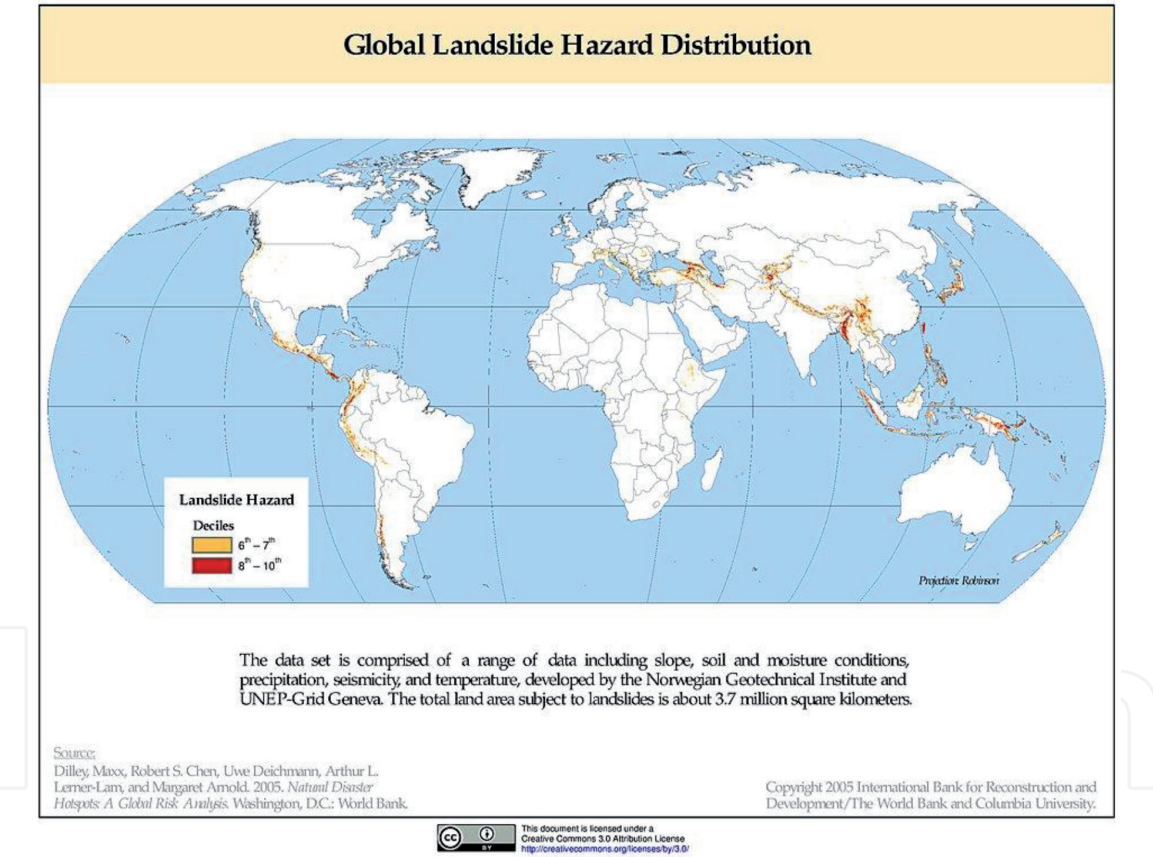 Global Landslide Hazard Distribution
Landslide Hazard
Deciles
6th – 7th
8th – 10th
Projection: Robinson
The data set is comprised of a range of data including slope, soil and moisture conditions,
precipitation, seismicity, and temperature, developed by the Norwegian Geotechnical Institute and
UNEP-Grid Geneva. The total land area subject to landslides is about 3.7 million square kilometers.
Source:
Dilley, Maxx, Robert S. Chen, Uwe Deichmann, Arthur L.
Lerner-Lam, and Margaret Arnold. 2005. Natural Disaster
Hotspots: A Global Risk Analysis. Washington, D.C.: World Bank.
Copyright 2005 International Bank for Reconstruction and
Development/The World Bank and Columbia University.
cc
BY
This document is licensed under a
Creative Commons 3.0 Attribution License
http://creativecommons.org/licenses/by/3.0/